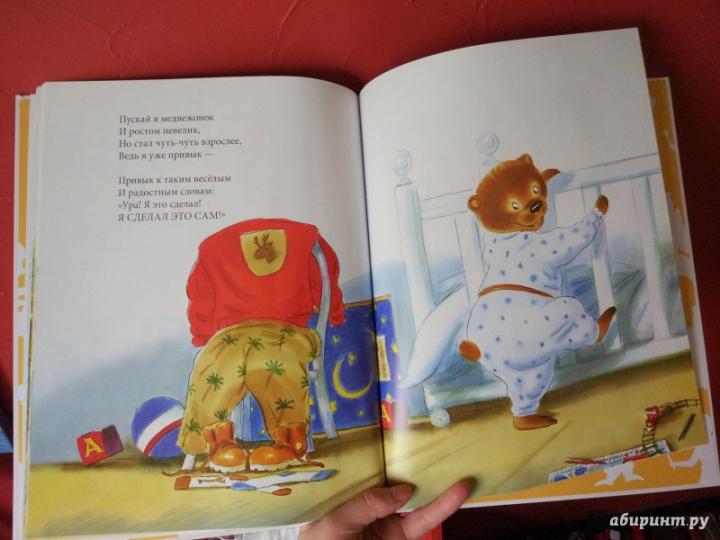 Пускай я медвежонок
И ростом невелик,
Но стал чуть-чуть взрослее,
Ведь я уже привык —
Привык к таким весёлым
И радостным словам:
«Ура! Я это сделал!
Я СДЕЛАЛ ЭТО САМ!»
А
А
абиринт.ру